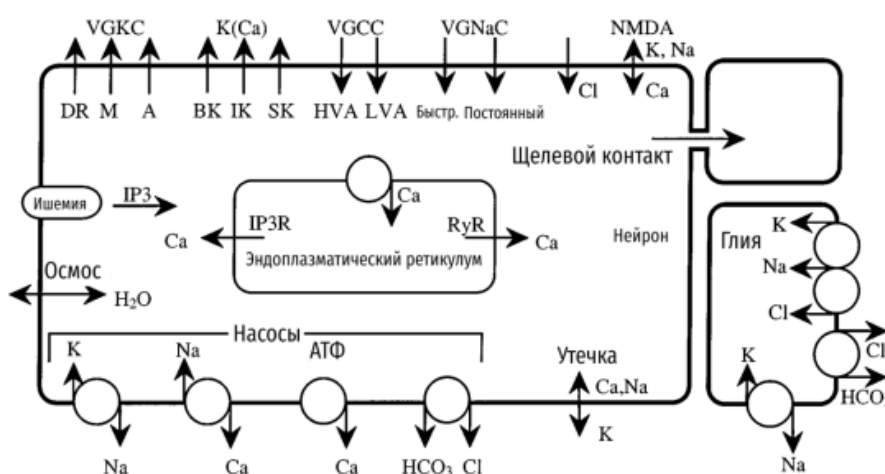 VGKC K(Ca) VGCC VGNaC NMDA
K, Na
DR M A BK IK SK HVA LVA Быстр. Постоянный Cl Ca
Щелевой контакт
Ишемия IP3 Ca
IP3R RyR
Ca Ca
Эндоплазматический ретикулум
Нейрон
Глия
K
Na
Cl
Осмос
H₂O
Насосы
АТФ
K Na
Утечка
Ca,Na
K
Na Ca Ca HCO₃ Cl
K
Cl
HCO₃
Na